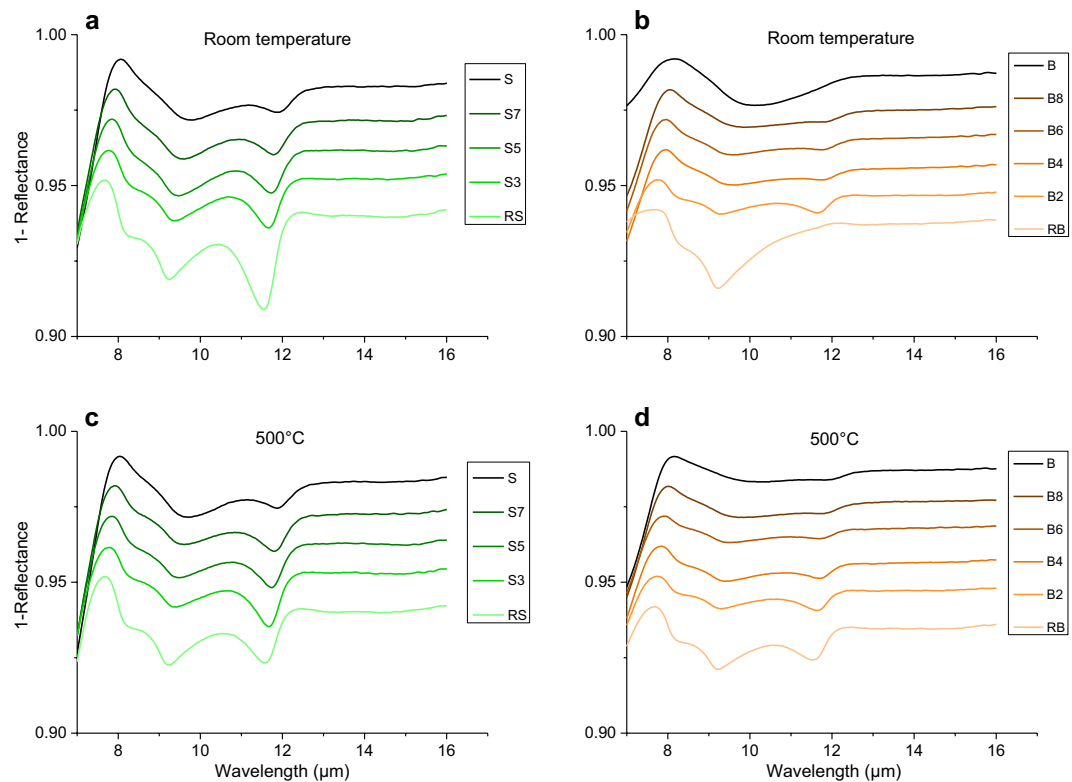 a
Room temperature
1.00
0.95
0.90
1- Reflectance
8 10 12 14 16
S
S7
S5
S3
RS
b
Room temperature
1.00
0.95
0.90
8 10 12 14 16
B
B8
B6
B4
B2
RB
c
500°C
1.00
0.95
0.90
1-Reflectance
8 10 12 14 16
Wavelength (μm)
S
S7
S5
S3
RS
d
500°C
1.00
0.95
0.90
8 10 12 14 16
Wavelength (μm)
B
B8
B6
B4
B2
RB